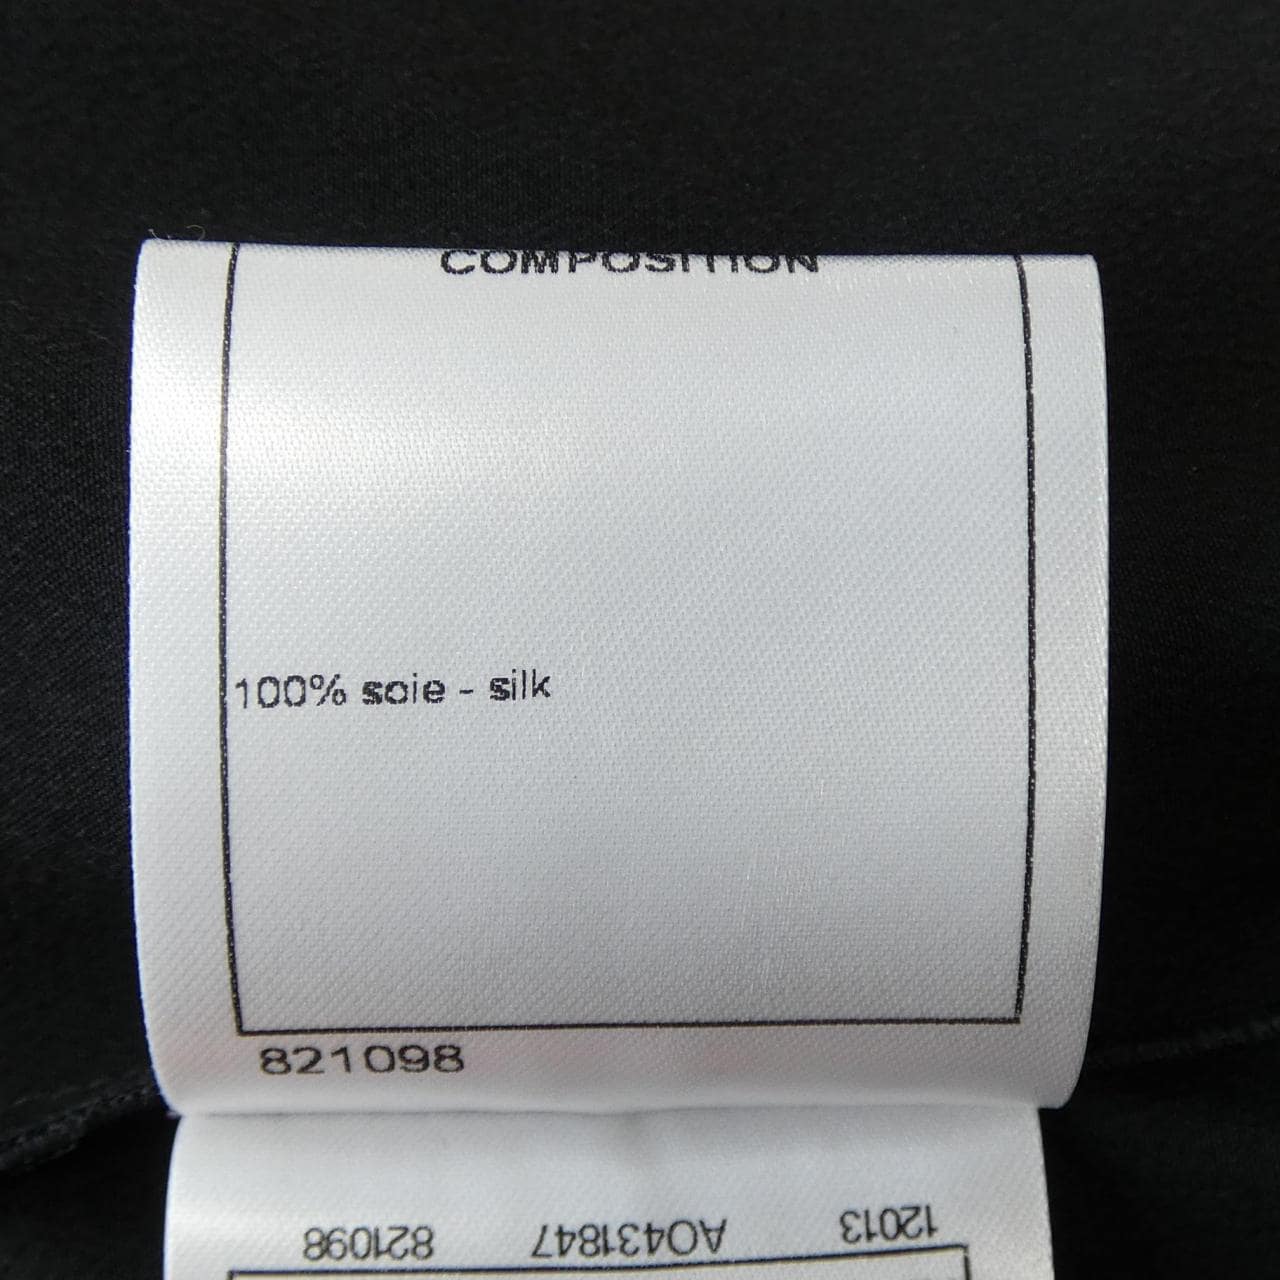 COMPOSITION
100% soie - silk
821098
12013 AO431847 821098